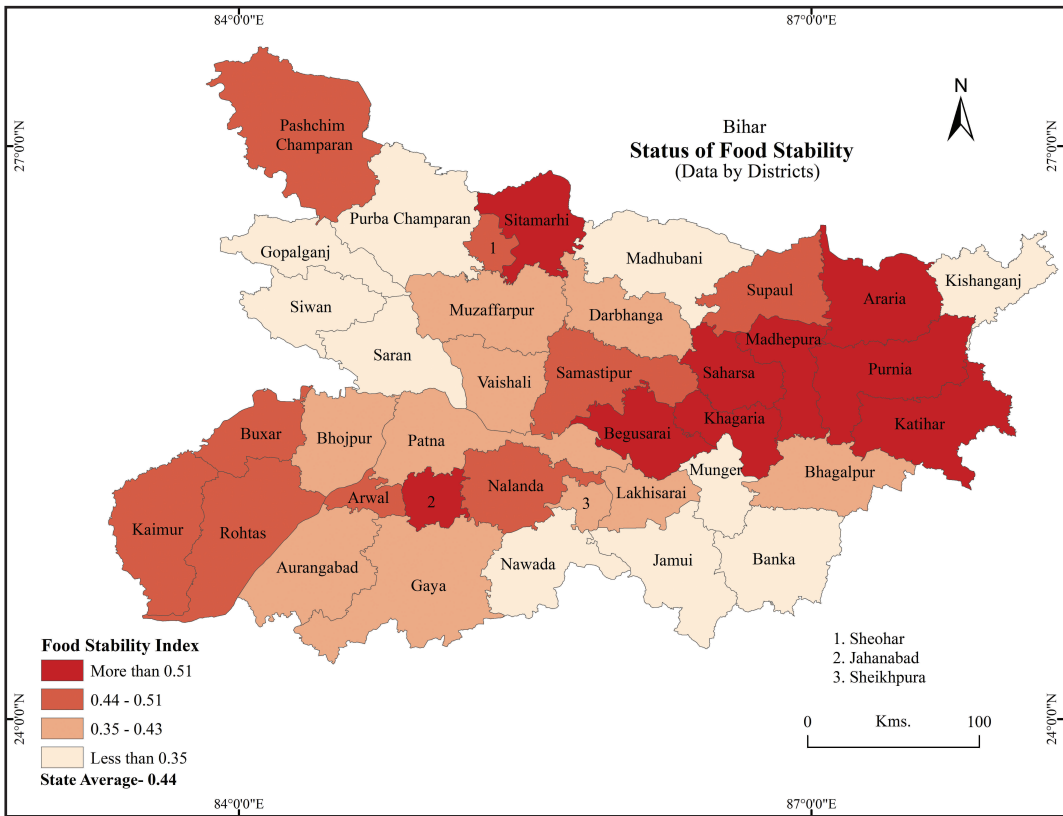 84°0'0"E
87°0'0"E
N
27°0'0"N
27°0'0"N
Bihar
Status of Food Stability
(Data by Districts)
Pashchim
Champaran
Purba Champaran
Sitamarhi
1
Gopalganj
Madhubani
Kishanganj
Siwan
Supaul
Araria
Muzaffarpur
Darbhanga
Saran
Madhepura
Vaishali
Samastipur
Saharsa
Purnia
Buxar
Bhojpur
Patna
Begusarai
Khagaria
Katihar
Munger
Bhagalpur
Arwal
2
Nalanda
3
Lakhisarai
Kaimur
Rohtas
Aurangabad
Gaya
Nawada
Jamui
Banka
Food Stability Index
More than 0.51
0.44 - 0.51
0.35 - 0.43
Less than 0.35
State Average- 0.44
1. Sheohar
2. Jahanabad
3. Sheikhpura
0 Kms. 100
24°0'0"N
24°0'0"N
84°0'0"E
87°0'0"E